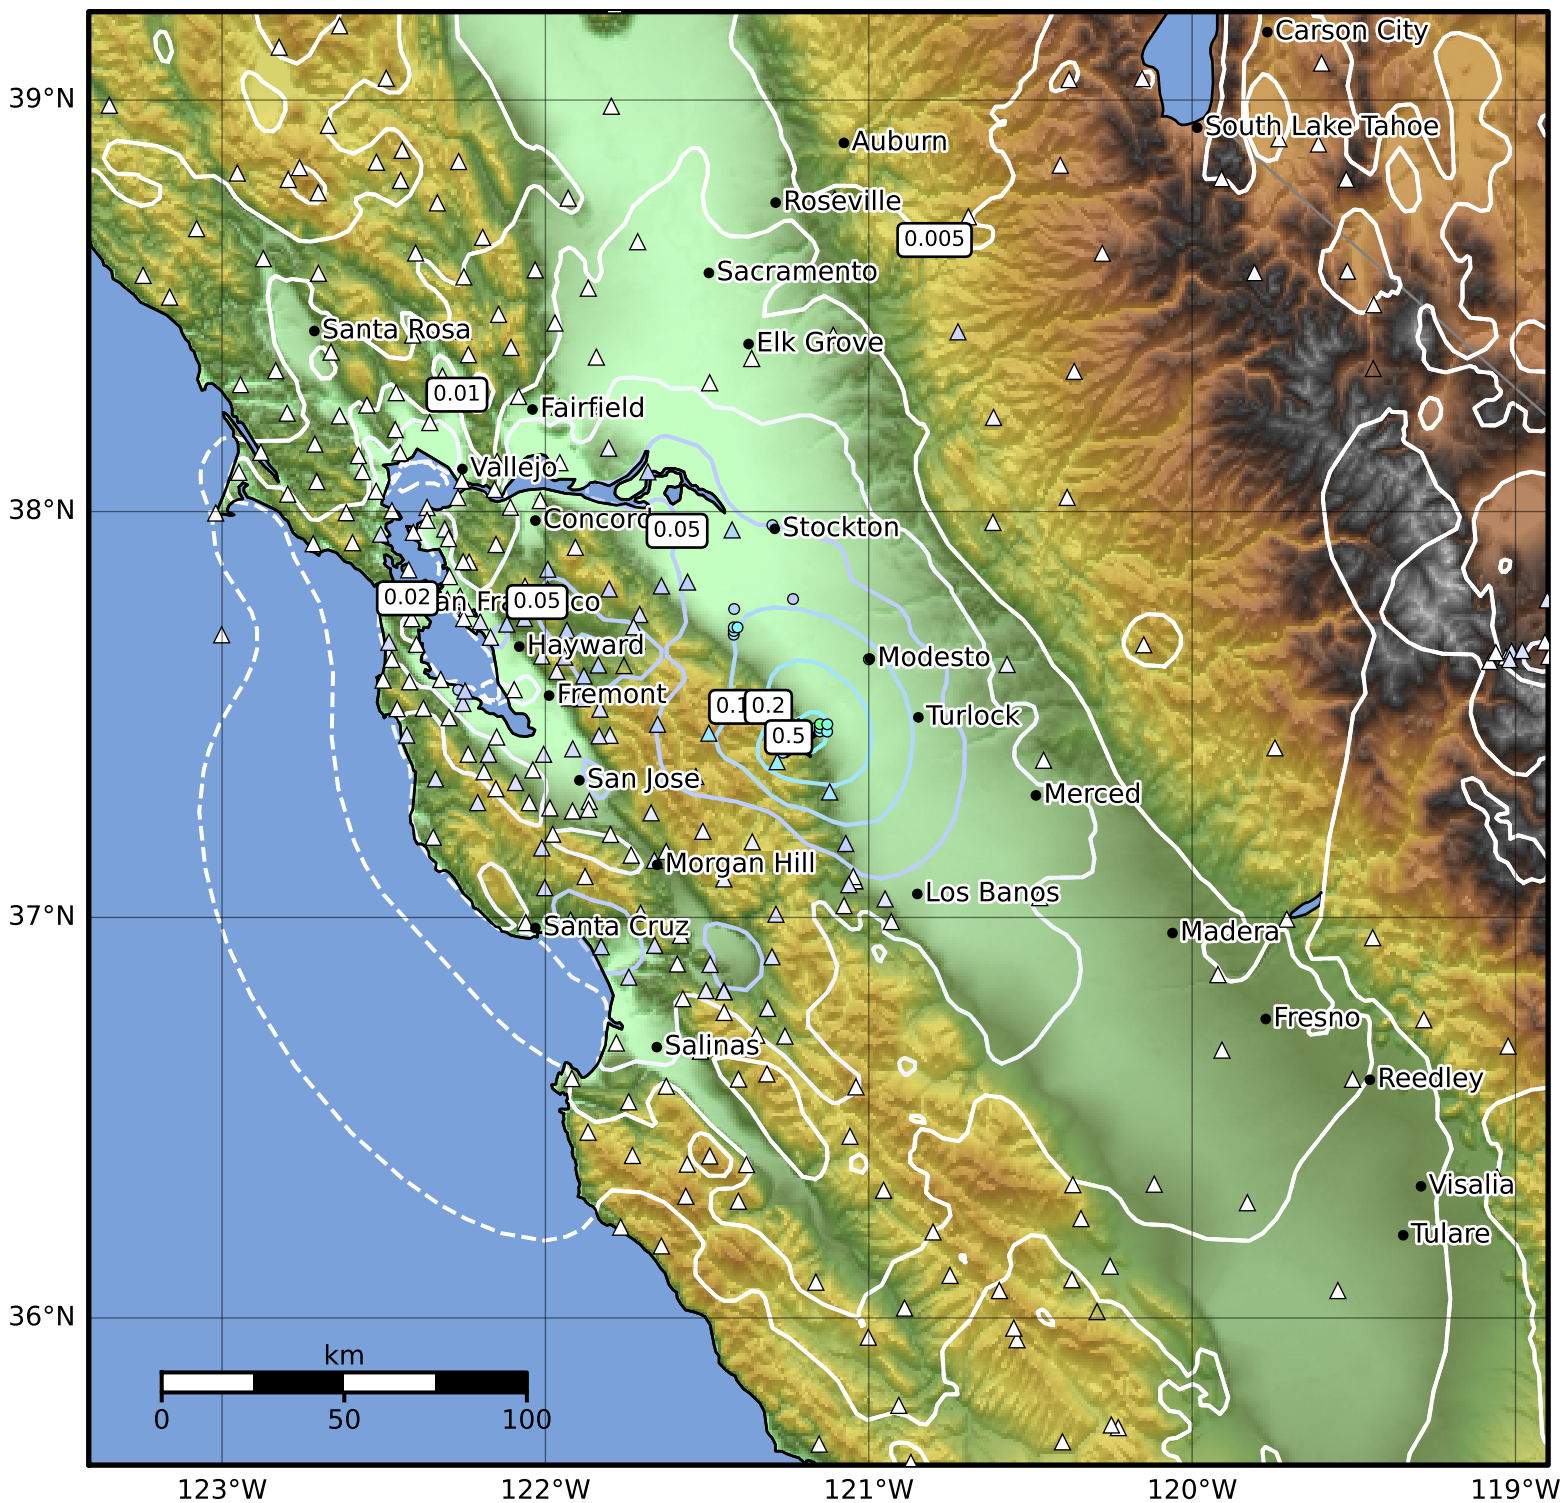 Carson City
39°N
South Lake Tahoe
Auburn
Roseville
0.005
Sacramento
Santa Rosa
Elk Grove
0.01
Fairfield
Vallejo
38°N
Concord
0.05
Stockton
0.02
0.05
Hayward
Modesto
Fremont
0.2
Turlock
0.5
San Jose
Merced
Morgan Hill
Los Banos
37°N
Santa Cruz
Madera
Fresno
Salinas
Reedley
Visalia
Tulare
36°N
km
0 50 100
123°W 122°W 121°W 120°W 119°W